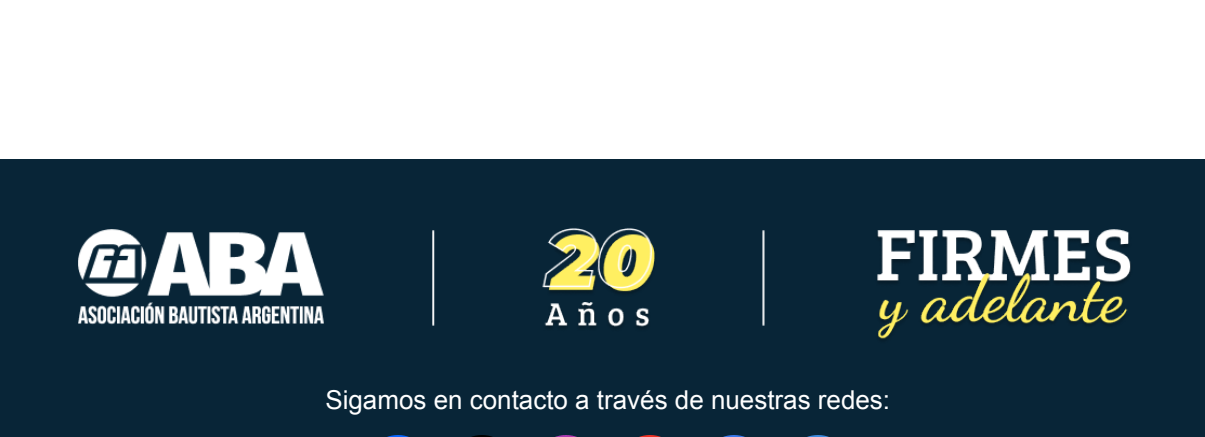 ABA
ASOCIACIÓN BAUTISTA ARGENTINA
20
Años
FIRMES
y adelante
Sigamos en contacto a través de nuestras redes: